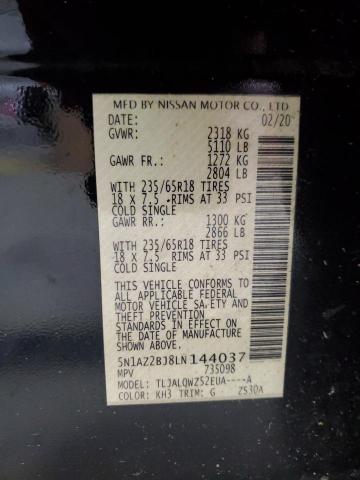 MFD BY NISSAN MOTOR CO., LTD
DATE: 02/20
GVWR: 2318 KG
5110 LB
GAWR FR.: 1272 KG
2804 LB
WITH 235/65R18 TIRES
18 X 7.5 RIMS AT 33 PSI
COLD SINGLE
GAWR RR.: 1300 KG
2866 LB
WITH 235/65R18 TIRES
18 X 7.5 RIMS AT 33 PSI
COLD SINGLE
THIS VEHICLE CONFORMS TO
ALL APPLICABLE FEDERAL
MOTOR VEHICLE SAFETY
AND THEFT PREVENTION
STANDARDS IN EFFECT ON
THE DATE OF MANUFACTURE
SHOWN ABOVE.
5N1AZ2BJ8LN144037
MPV 735098
MODEL: TLJALQWZ52EUA----A
COLOR: KH3 TRIM: G Z530A